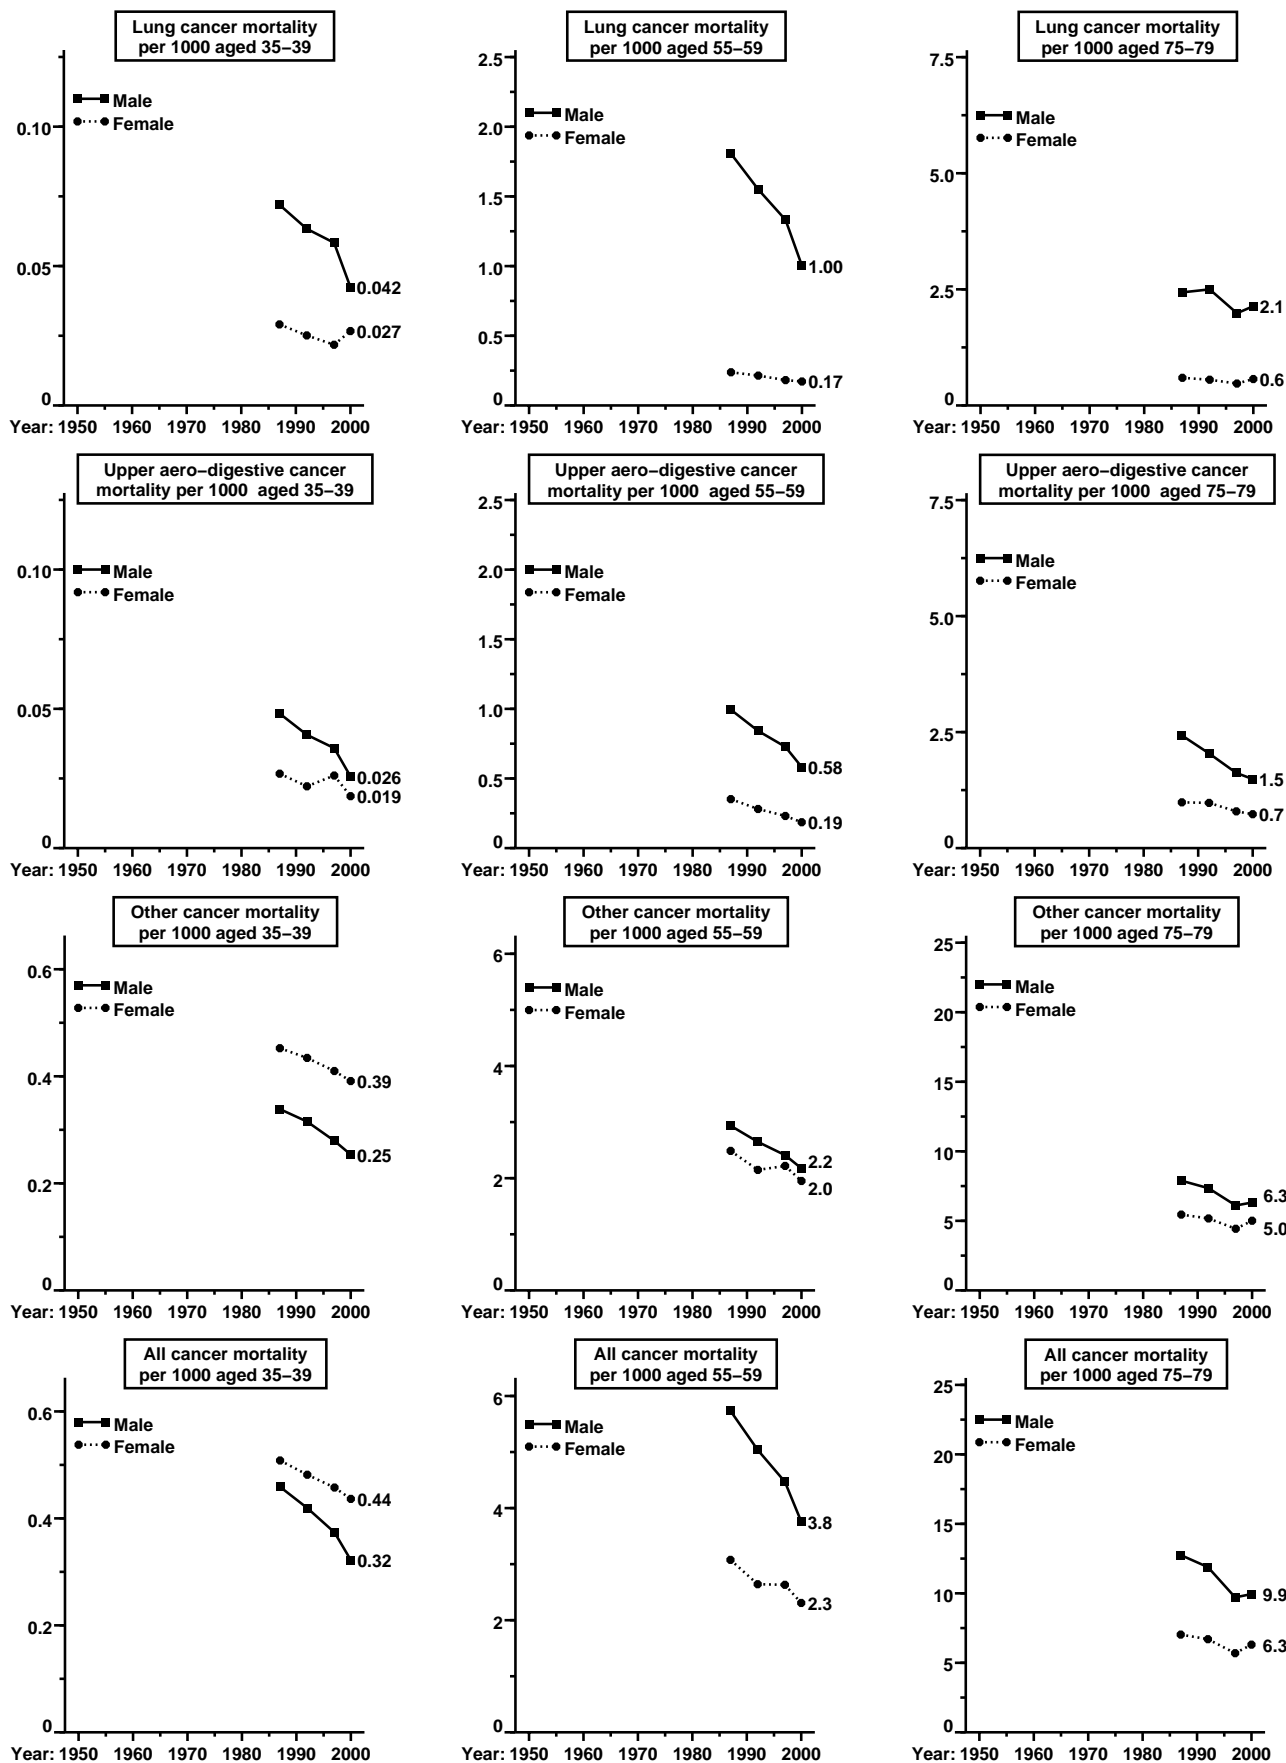 Lung cancer mortality
per 1000 aged 35–39
Male
Female
0.10
0.05
0
0.042
0.027
Year: 1950 1960 1970 1980 1990 2000
Lung cancer mortality
per 1000 aged 55–59
2.5
Male
2.0
Female
1.5
1.0
0.5
0
1.00
0.17
Year: 1950 1960 1970 1980 1990 2000
Lung cancer mortality
per 1000 aged 75–79
7.5
Male
Female
5.0
2.5
0
2.1
0.6
Year: 1950 1960 1970 1980 1990 2000
Upper aero–digestive cancer
mortality per 1000 aged 35–39
0.10
Male
Female
0.05
0
0.026
0.019
Year: 1950 1960 1970 1980 1990 2000
Upper aero–digestive cancer
mortality per 1000 aged 55–59
2.5
2.0
Male
Female
1.5
1.0
0.5
0
0.58
0.19
Year: 1950 1960 1970 1980 1990 2000
Upper aero–digestive cancer
mortality per 1000 aged 75–79
7.5
Male
Female
5.0
2.5
0
1.5
0.7
Year: 1950 1960 1970 1980 1990 2000
Other cancer mortality
per 1000 aged 35–39
0.6
Male
Female
0.4
0.2
0
0.39
0.25
Year: 1950 1960 1970 1980 1990 2000
Other cancer mortality
per 1000 aged 55–59
6
Male
Female
4
2
0
2.2
2.0
Year: 1950 1960 1970 1980 1990 2000
Other cancer mortality
per 1000 aged 75–79
25
Male
Female
20
15
10
5
0
6.3
5.0
Year: 1950 1960 1970 1980 1990 2000
All cancer mortality
per 1000 aged 35–39
0.6
Male
Female
0.4
0.2
0
0.44
0.32
Year: 1950 1960 1970 1980 1990 2000
All cancer mortality
per 1000 aged 55–59
6
Male
Female
4
2
0
3.8
2.3
Year: 1950 1960 1970 1980 1990 2000
All cancer mortality
per 1000 aged 75–79
25
Male
Female
20
15
10
5
0
9.9
6.3
Year: 1950 1960 1970 1980 1990 2000